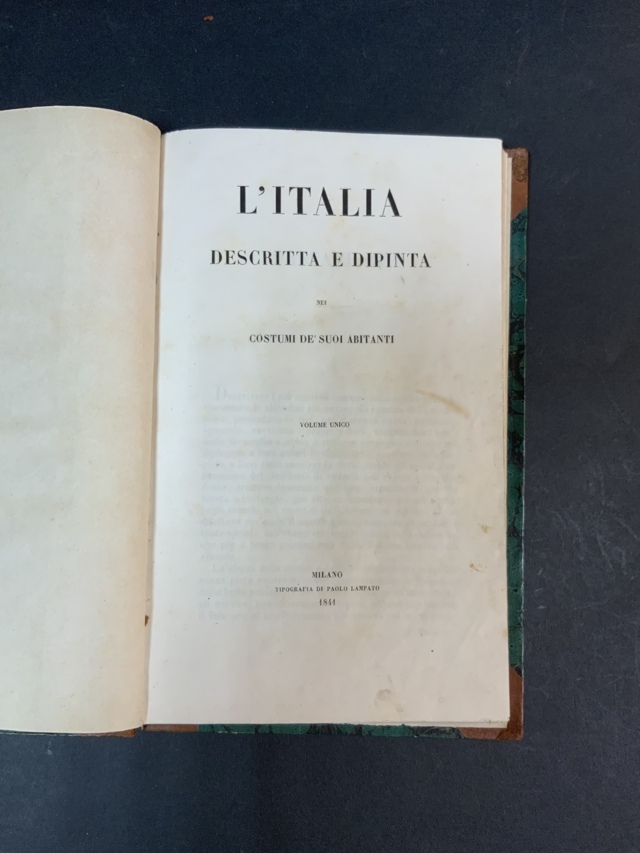 L'ITALIA
DESCRITTA E DIPINTA
NEI
COSTUMI DE' SUOI ABITANTI
VOLUME UNICO
MILANO
TIPOGRAFIA DI PAOLO LAMPATO
1841